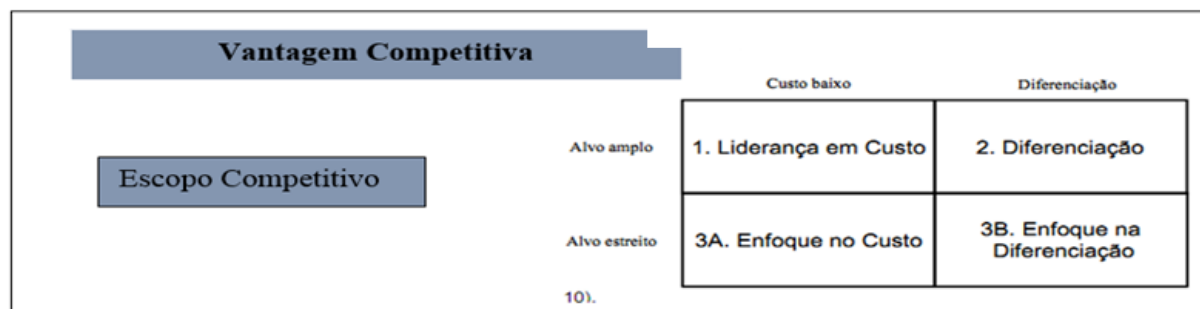 Vantagem Competitiva
Custo baixo
Diferenciação
Alvo amplo
1. Liderança em Custo
2. Diferenciação
Escopo Competitivo
Alvo estreito
3A. Enfoque no Custo
3B. Enfoque na
Diferenciação
10).